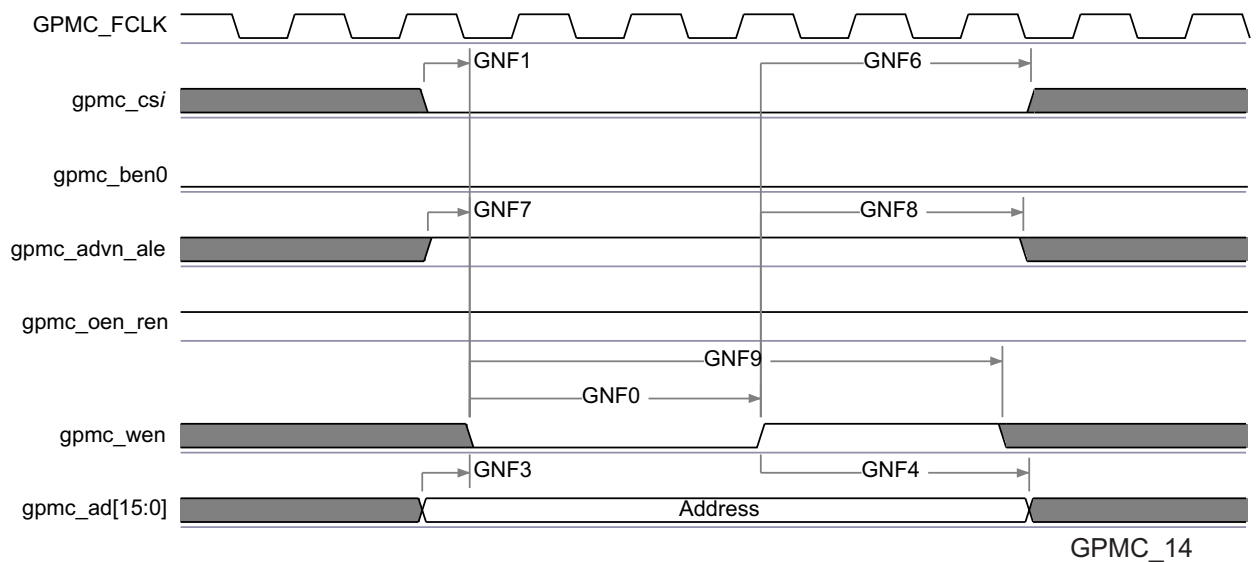 GPMC_FCLK
GNF1 GNF6
gpmc_csi
gpmc_ben0
GNF7 GNF8
gpmc_advn_ale
gpmc_oen_ren
GNF9
GNF0
gpmc_wen
GNF3 GNF4
gpmc_ad[15:0] Address
GPMC_14